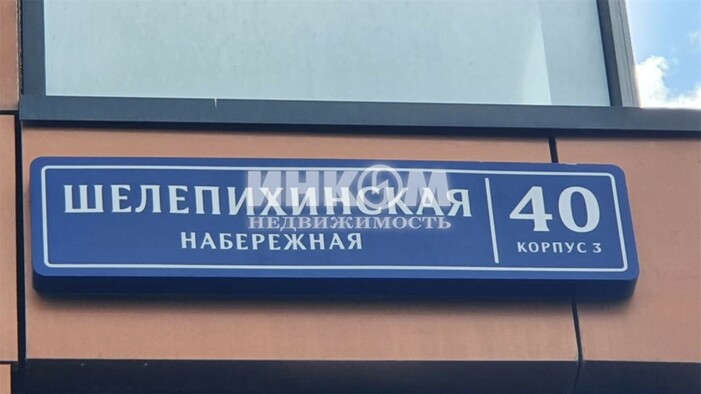 ШЕЛЕПИХИНСКАЯ
НАБЕРЕЖНАЯ
40
КОРПУС 3
ИНКОМ
НЕДВИЖИМОСТЬ